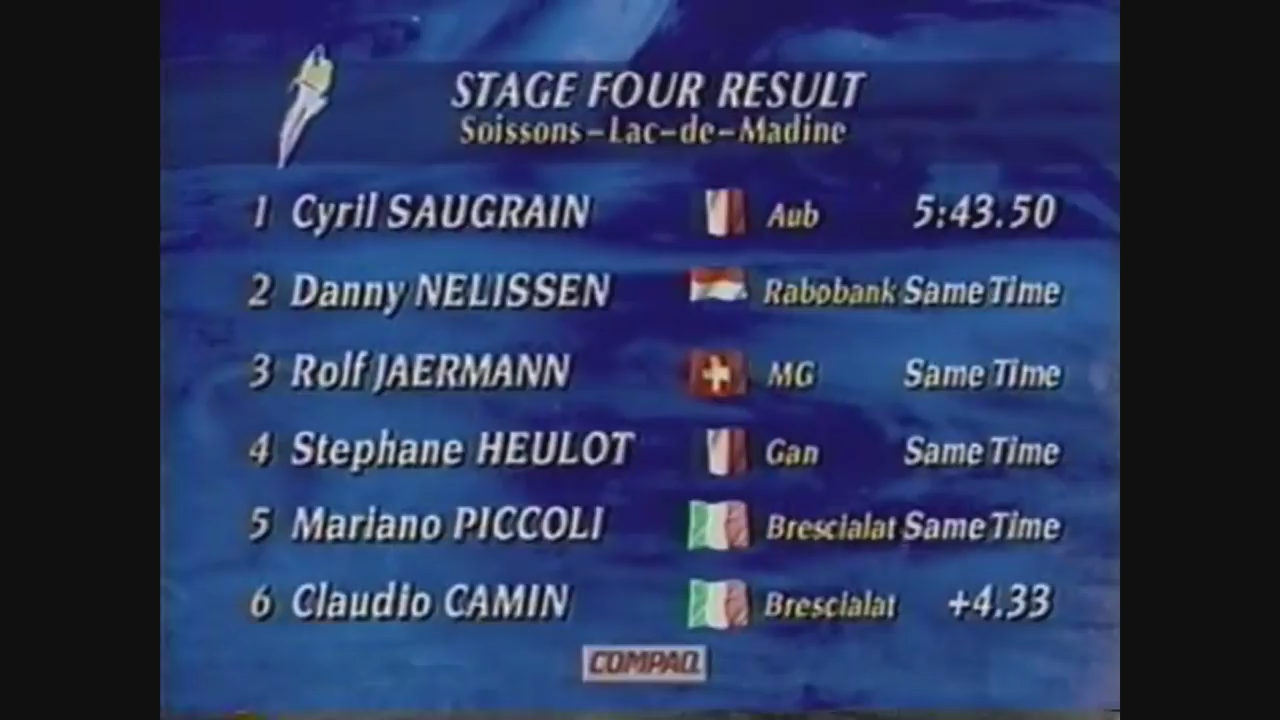 STAGE FOUR RESULT
Soissons-Lac-de-Madine
1 Cyril SAUGRAIN Aub 5:43.50
2 Danny NELISSEN Rabobank Same Time
3 Rolf JAERMANN MG Same Time
4 Stephane HEULOT Gan Same Time
5 Mariano PICCOLI Brescialat Same Time
6 Claudio CAMIN Brescialat +4.33
COMPAQ